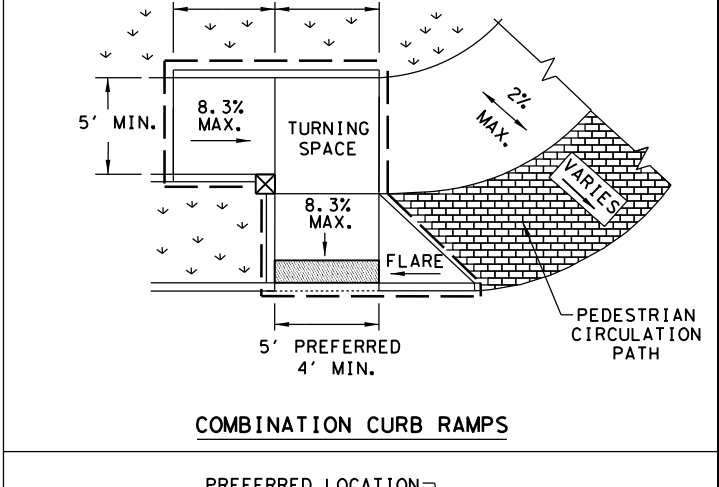 2%
MAX.
8.3%
MAX.
5' MIN.
TURNING
SPACE
VARIES
8.3%
MAX.
FLARE
PEDESTRIAN
CIRCULATION
PATH
5' PREFERRED
4' MIN.
COMBINATION CURB RAMPS
PREFERRED LOCATION